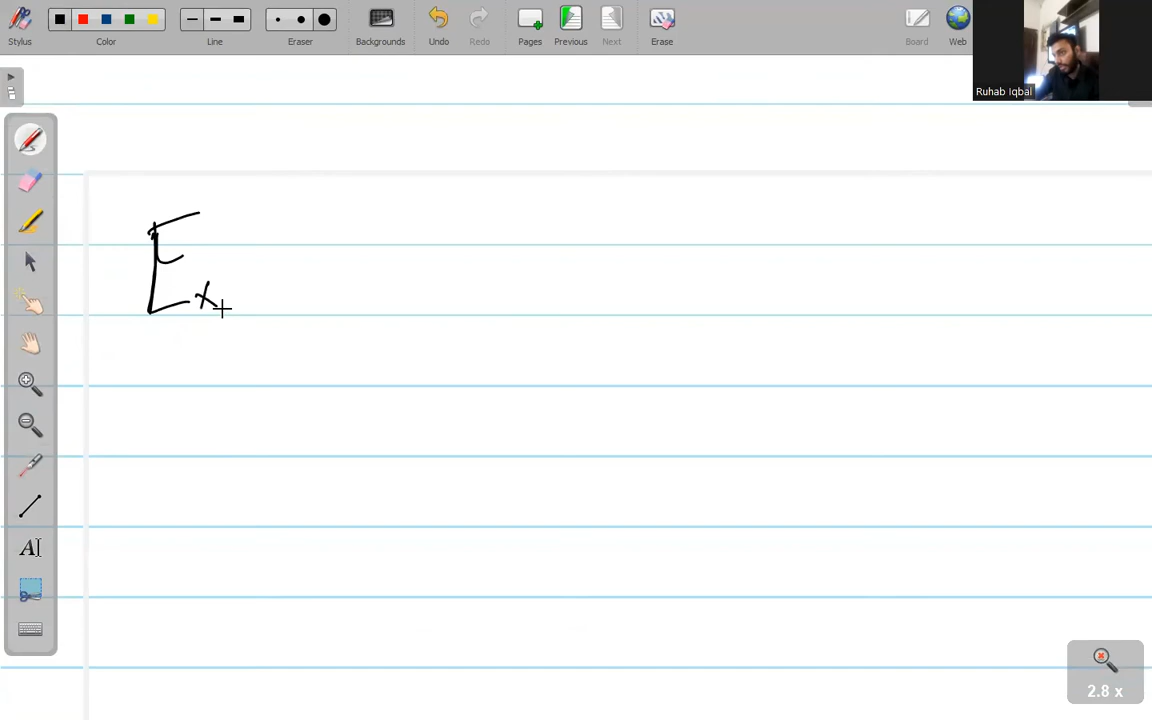 Stylus Color Line Eraser Backgrounds Undo Redo Pages Previous Next Erase Board Web
Ruhab Iqbal
Ex
2.8 x